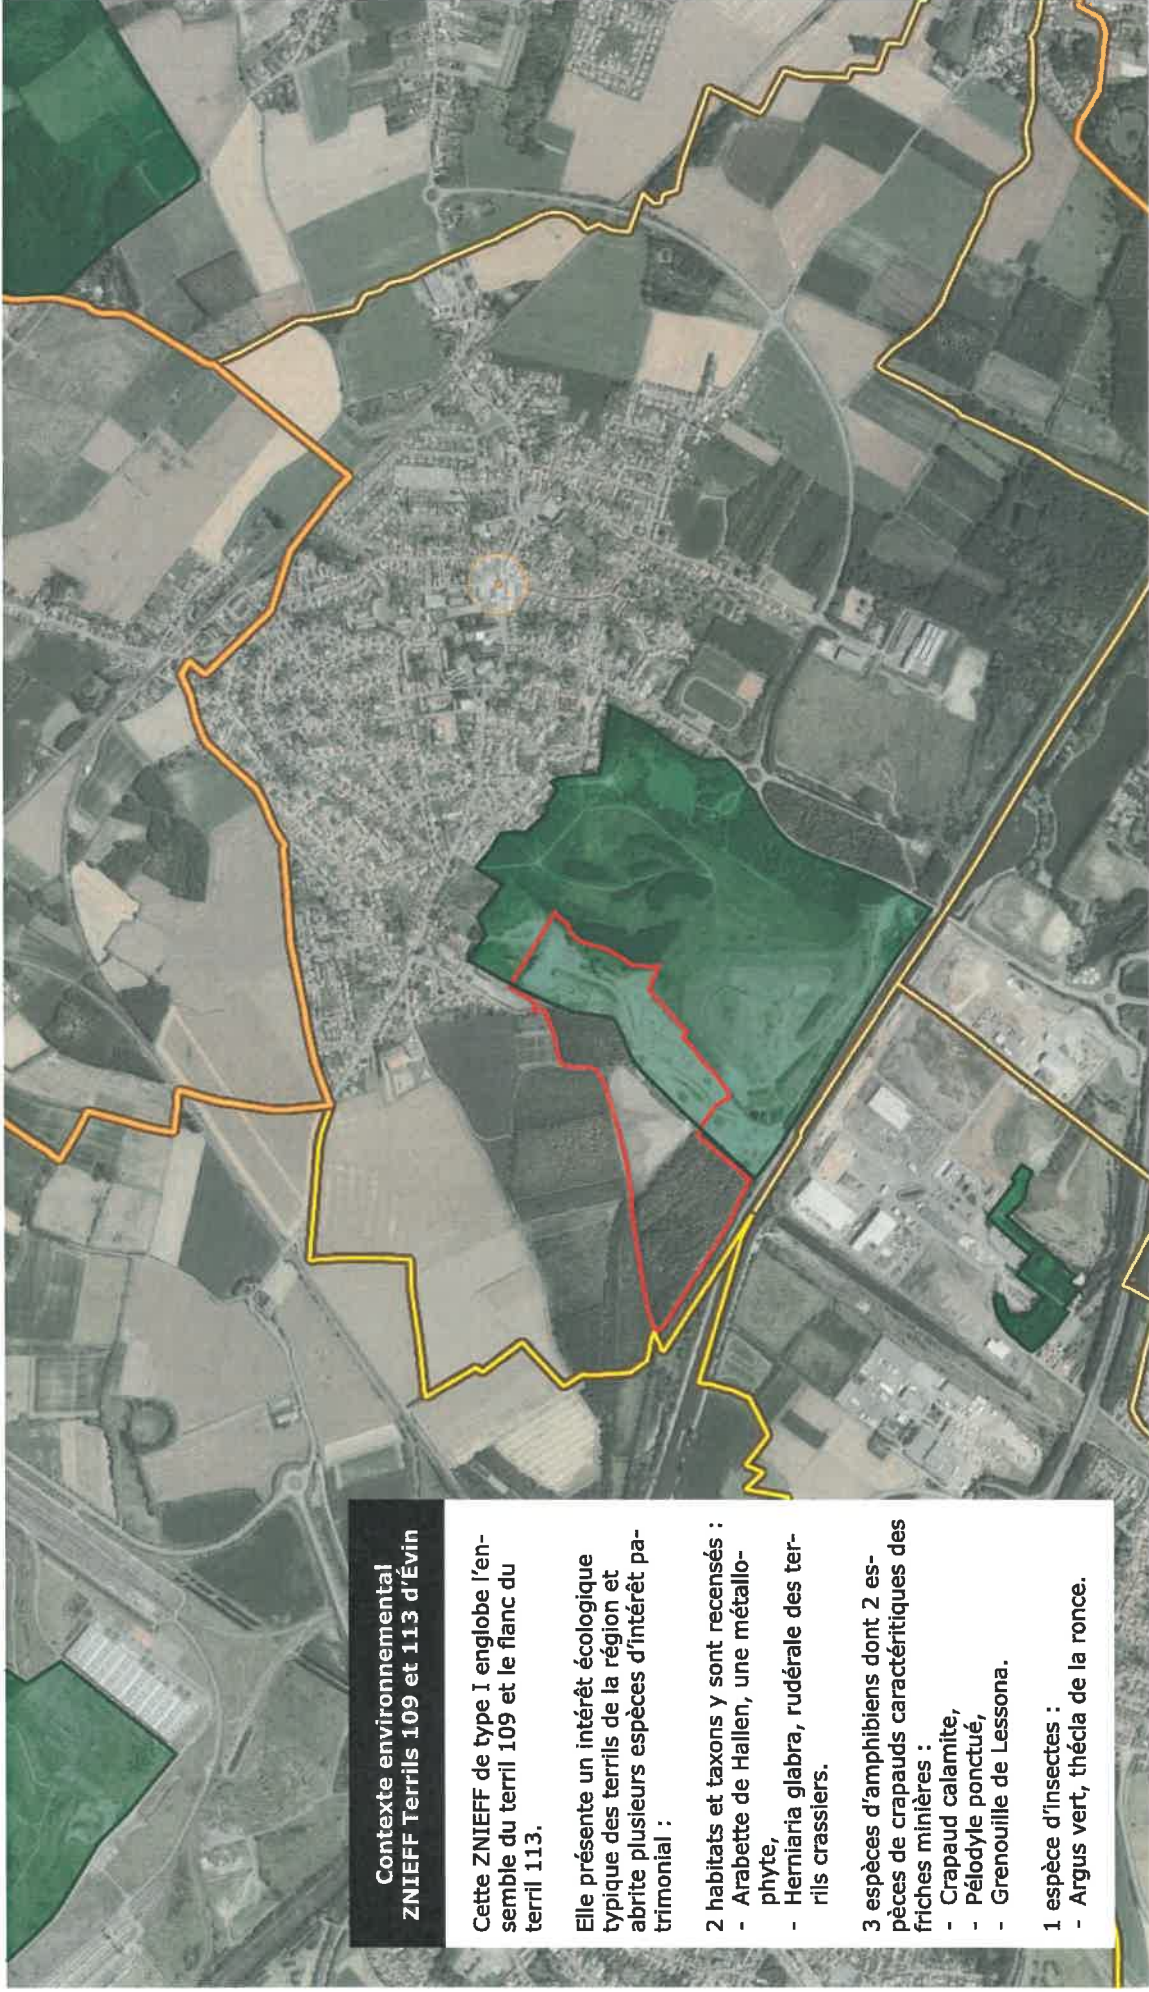 Contexte environnemental
ZNIEFF Terrils 109 et 113 d'Évin
Cette ZNIEFF de type I englobe l'en-
semble du terril 109 et le flanc du
terril 113.
Elle présente un intérêt écologique
typique des terrils de la région et
abrite plusieurs espèces d'intérêt pa-
trimonial :
2 habitats et taxons y sont recensés :
- Arabette de Hallen, une métallo-
phyte,
- Herniaria glabra, rudérale des ter-
rils crassiers.
3 espèces d'amphibiens dont 2 es-
pèces de crapauds caractéritiques des
friches minières :
- Crapaud calamite,
- Pélodyle ponctué,
- Grenouille de Lessona.
1 espèce d'insectes :
- Argus vert, thécla de la ronce.